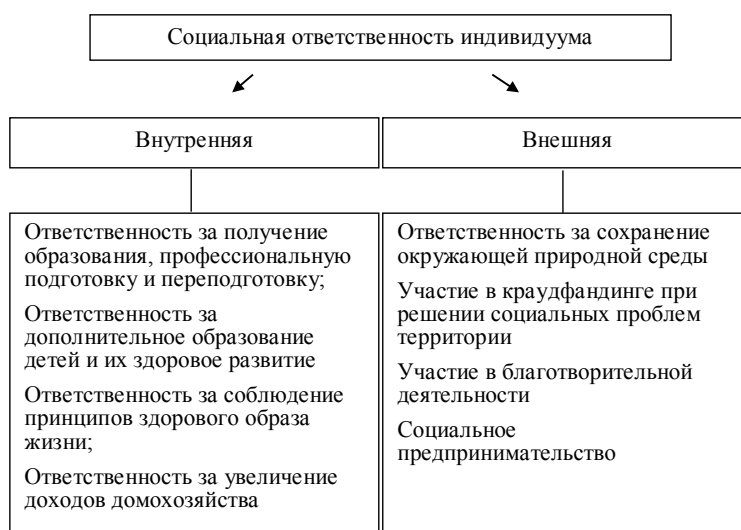 Социальная ответственность индивидуума
Внутренняя
Внешняя
Ответственность за получение
образования, профессиональную
подготовку и переподготовку;
Ответственность за
дополнительное образование
детей и их здоровое развитие
Ответственность за соблюдение
принципов здорового образа
жизни;
Ответственность за увеличение
доходов домохозяйства
Ответственность за сохранение
окружающей природной среды
Участие в краудфандинге при
решении социальных проблем
территории
Участие в благотворительной
деятельности
Социальное
предпринимательство